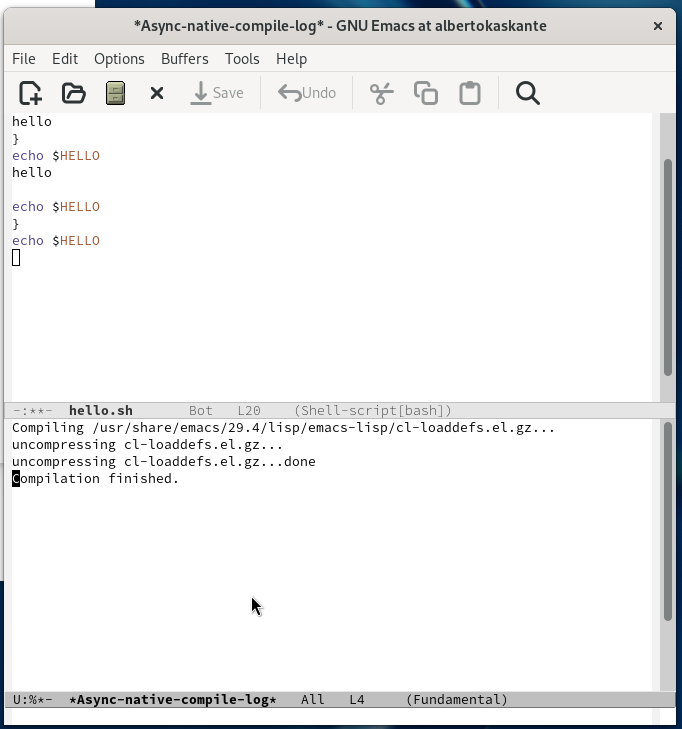 *Async-native-compile-log* - GNU Emacs at albertokaskante
File Edit Options Buffers Tools Help
Save Undo
hello
}
echo $HELLO
hello
echo $HELLO
}
echo $HELLO
-:**- hello.sh Bot L20 (Shell-script[bash])
Compiling /usr/share/emacs/29.4/lisp/emacs-lisp/cl-loaddefs.el.gz...
uncompressing cl-loaddefs.el.gz...
uncompressing cl-loaddefs.el.gz...done
Compilation finished.
U:%*- *Async-native-compile-log* All L4 (Fundamental)